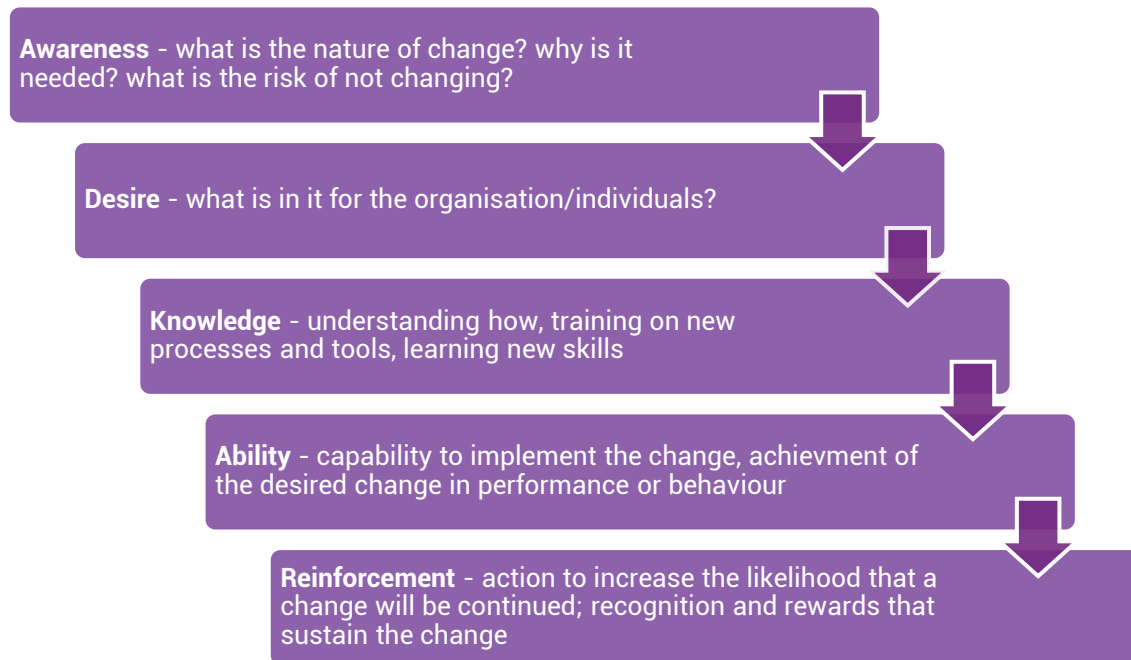 Awareness - what is the nature of change? why is it
needed? what is the risk of not changing?
Desire - what is in it for the organisation/individuals?
Knowledge - understanding how, training on new
processes and tools, learning new skills
Ability - capability to implement the change, achievment of
the desired change in performance or behaviour
Reinforcement - action to increase the likelihood that a
change will be continued; recognition and rewards that
sustain the change